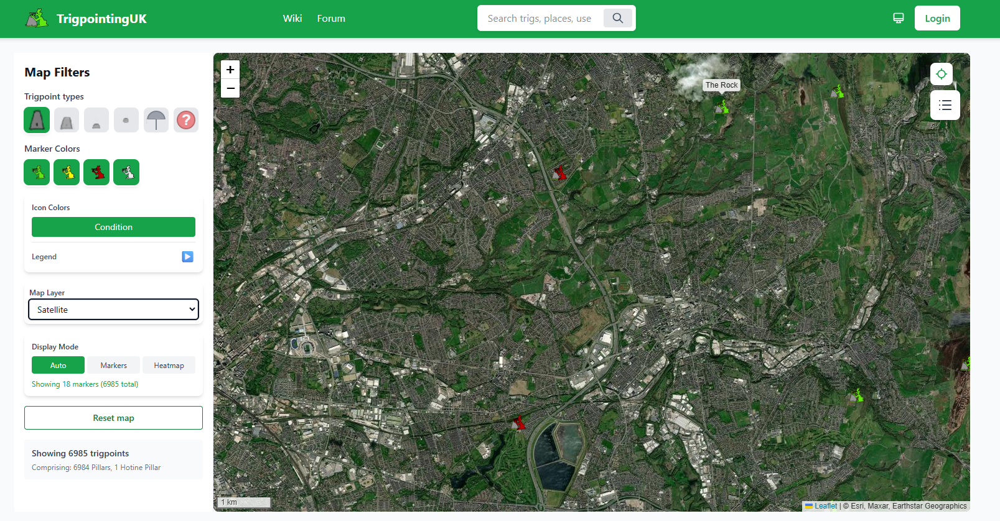 TrigpointingUK
Wiki
Forum
Search trigs, places, use
Login
Map Filters
Trigpoint types
?
Marker Colors
Icon Colors
Condition
Legend
Map Layer
Satellite
Display Mode
Auto
Markers
Heatmap
Showing 18 markers (6985 total)
Reset map
Showing 6985 trigpoints
Comprising: 6984 Pillars, 1 Hotine Pillar
+
−
The Rock
1 km
Leaflet | © Esri, Maxar, Earthstar Geographics